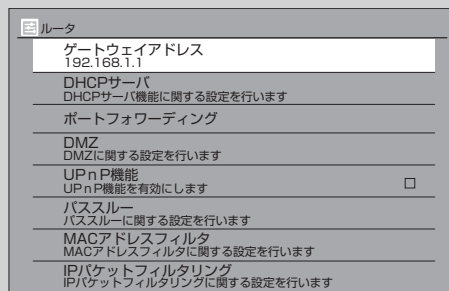 ルータ
ゲートウェイアドレス
192.168.1.1
DHCPサーバ
DHCPサーバ機能に関する設定を行います
ポートフォワーディング
DMZ
DMZに関する設定を行います
UPnP機能
UPnP機能を有効にします
パススルー
パススルーに関する設定を行います
MACアドレスフィルタ
MACアドレスフィルタに関する設定を行います
IPパケットフィルタリング
IPパケットフィルタリングに関する設定を行います